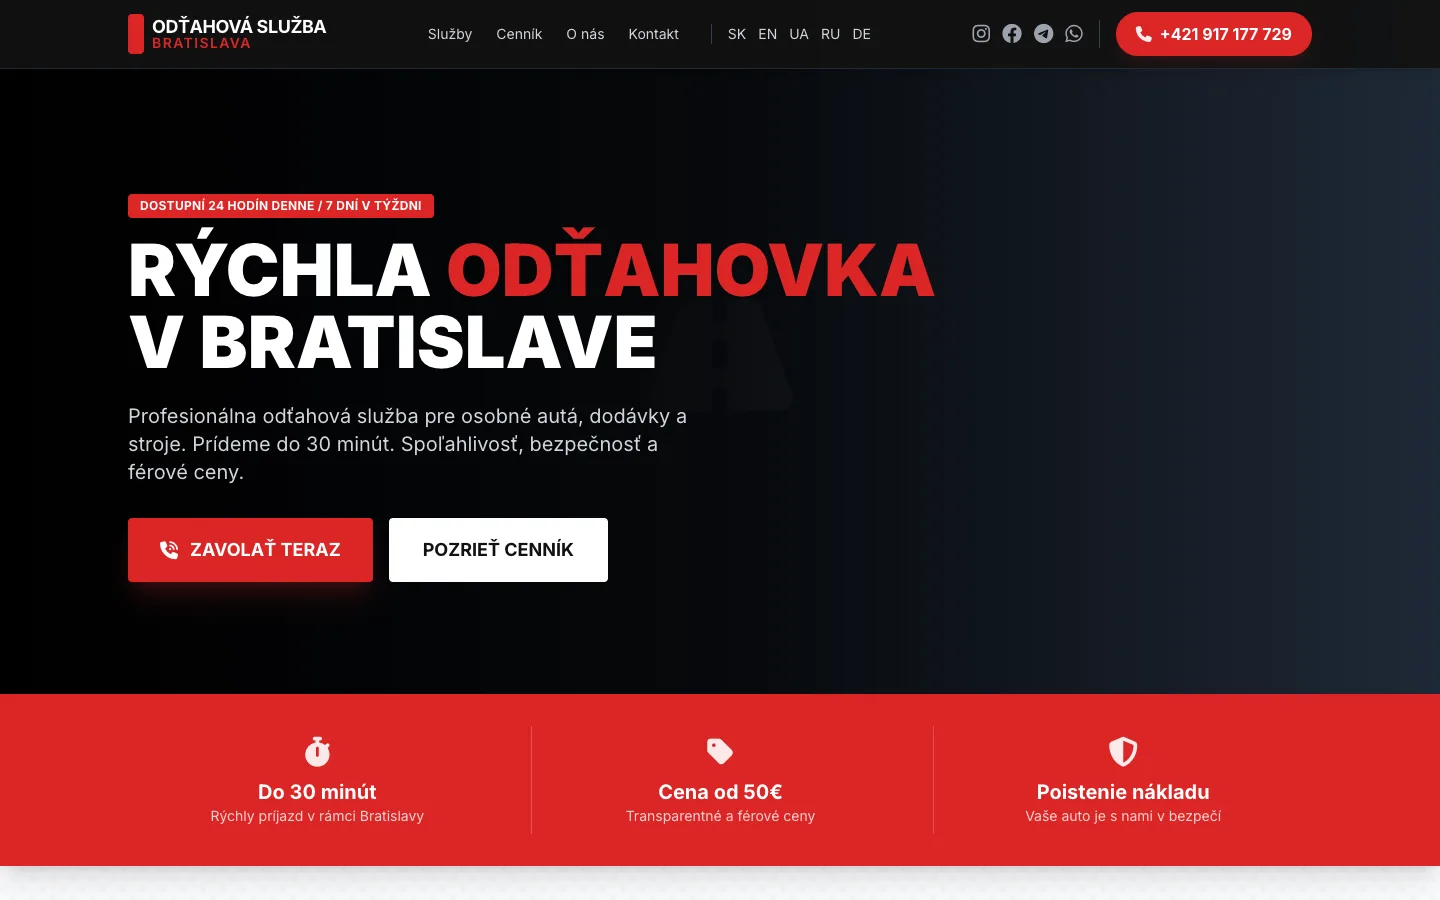 ODŤAHOVÁ SLUŽBA
BRATISLAVA
Služby Cenník O nás Kontakt SK EN UA RU DE
+421 917 177 729
DOSTUPNÍ 24 HODÍN DENNE / 7 DNÍ V TÝŽDNI
RÝCHLA ODŤAHOVKA
V BRATISLAVE
Profesionálna odťahová služba pre osobné autá, dodávky a
stroje. Prídeme do 30 minút. Spoľahlivosť, bezpečnosť a
férové ceny.
ZAVOLAŤ TERAZ
POZRIEŤ CENNÍK
Do 30 minút
Rýchly príjazd v rámci Bratislavy
Cena od 50€
Transparentné a férové ceny
Poistenie nákladu
Vaše auto je s nami v bezpečí